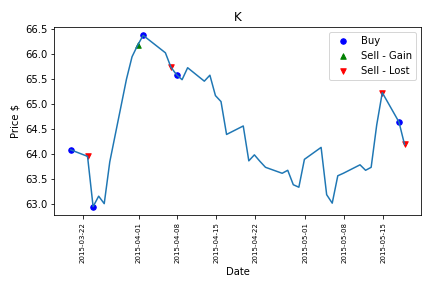 K
Buy
Sell - Gain
Sell - Lost
Price $
66.5
66.0
65.5
65.0
64.5
64.0
63.5
63.0
2015-03-22
2015-04-01
2015-04-08
2015-04-15
2015-04-22
2015-05-01
2015-05-08
2015-05-15
Date